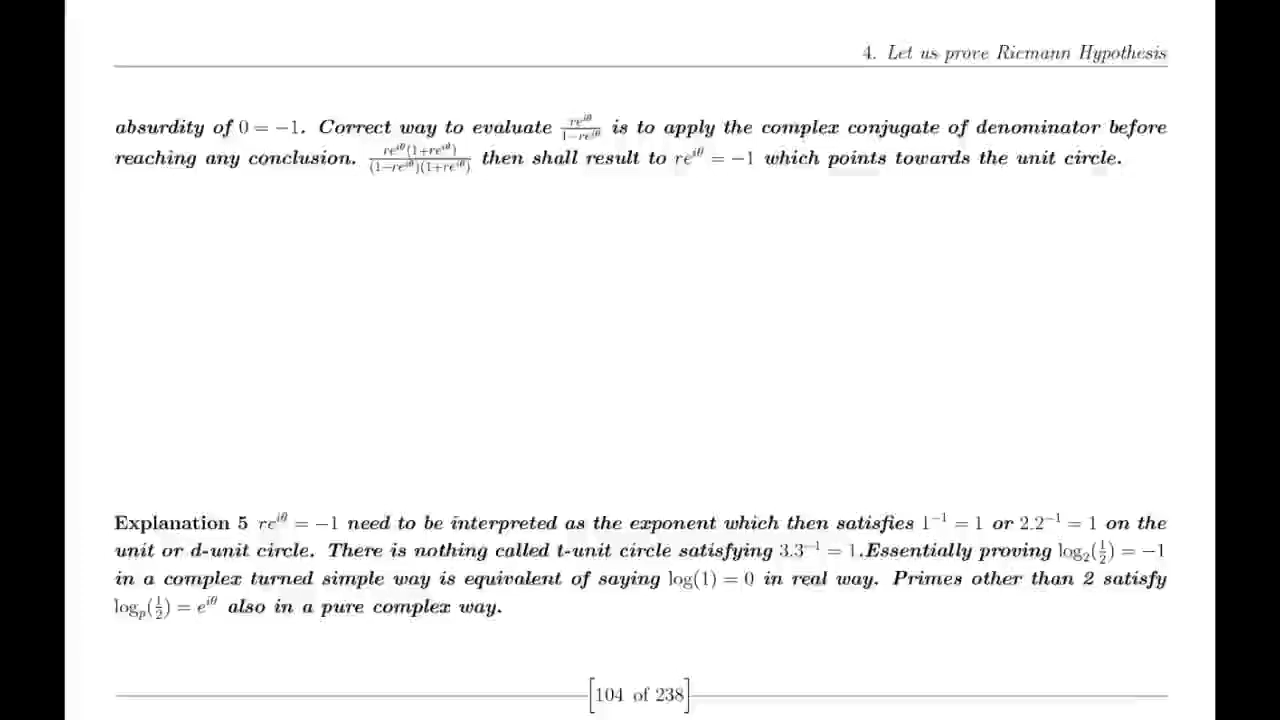 4. Let us prove Riemann Hypothesis
absurdity of 0 = −1. Correct way to evaluate re^{iθ}/(1−re^{iθ}) is to apply the complex conjugate of denominator before
reaching any conclusion. re^{iθ}(1+re^{iθ})/((1−re^{iθ})(1+re^{iθ})) then shall result to re^{iθ} = −1 which points towards the unit circle.
Explanation 5 re^{iθ} = −1 need to be interpreted as the exponent which then satisfies 1^{−1} = 1 or 2.2^{−1} = 1 on the
unit or d-unit circle. There is nothing called t-unit circle satisfying 3.3^{−1} = 1.Essentially proving log_2(1/2) = −1
in a complex turned simple way is equivalent of saying log(1) = 0 in real way. Primes other than 2 satisfy
log_p(1/2) = e^{iθ} also in a pure complex way.
[104 of 238]